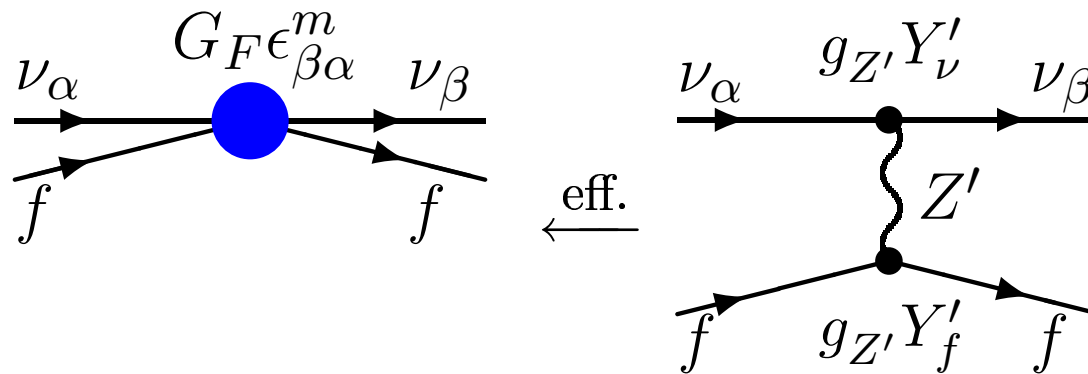 G_F ϵ^m_{βα}
ν_α
ν_β
f
f
eff.
g_{Z′} Y′_ν
ν_α
ν_β
Z′
f
g_{Z′} Y′_f
f